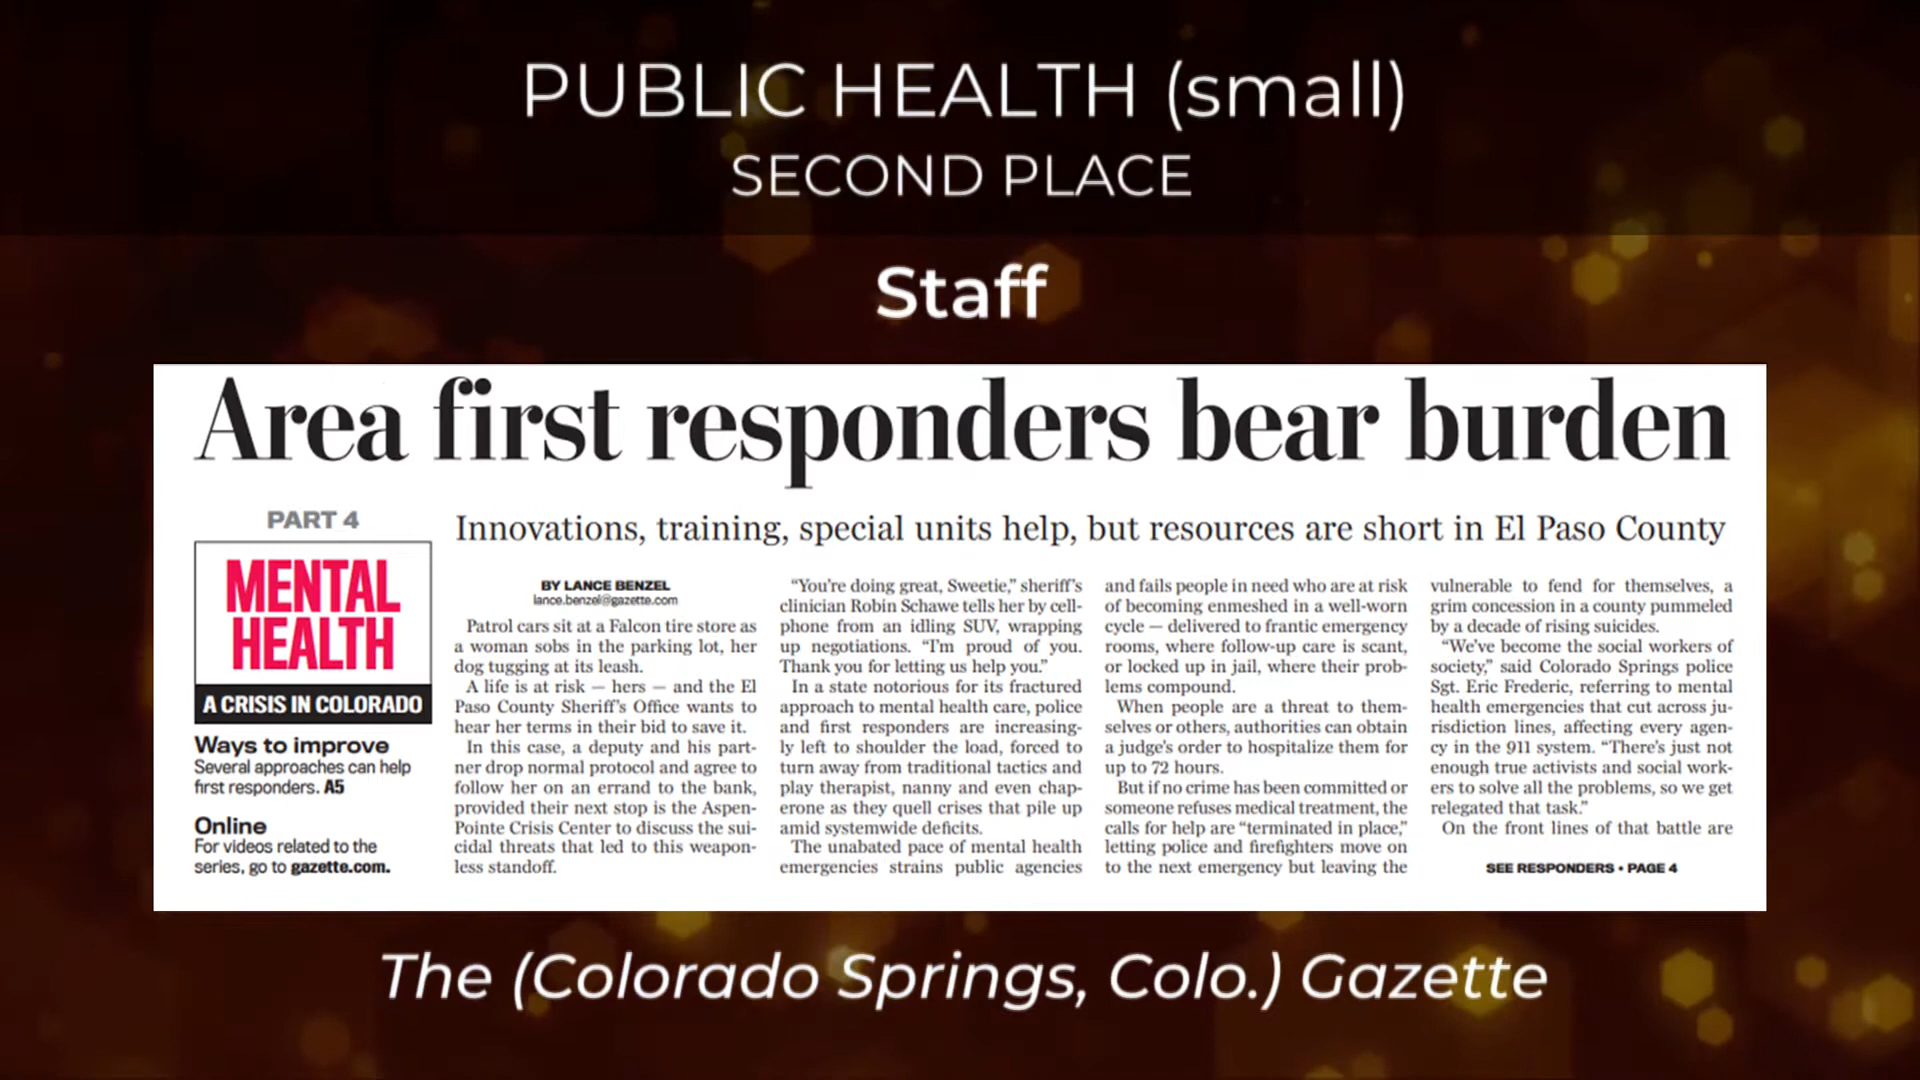 PUBLIC HEALTH (small)
SECOND PLACE
Staff
Area first responders bear burden
PART 4
MENTAL
HEALTH
A CRISIS IN COLORADO
Ways to improve
Several approaches can help
first responders. A5
Online
For videos related to the
series, go to gazette.com.
Innovations, training, special units help, but resources are short in El Paso County
BY LANCE BENZEL
lance.benzel@gazette.com
Patrol cars sit at a Falcon tire store as
a woman sobs in the parking lot, her
dog tugging at its leash.
A life is at risk — hers — and the El
Paso County Sheriff's Office wants to
hear her terms in their bid to save it.
In this case, a deputy and his part-
ner drop normal protocol and agree to
follow her on an errand to the bank,
provided their next stop is the Aspen-
Pointe Crisis Center to discuss the sui-
cidal threats that led to this weapon-
less standoff.
“You're doing great, Sweetie,” sheriff's
clinician Robin Schawe tells her by cell-
phone from an idling SUV, wrapping
up negotiations. “I'm proud of you.
Thank you for letting us help you.”
In a state notorious for its fractured
approach to mental health care, police
and first responders are increasing-
ly left to shoulder the load, forced to
turn away from traditional tactics and
play therapist, nanny and even chap-
erone as they quell crises that pile up
amid systemwide deficits.
The unabated pace of mental health
emergencies strains public agencies
and fails people in need who are at risk
of becoming enmeshed in a well-worn
cycle — delivered to frantic emergency
rooms, where follow-up care is scant,
or locked up in jail, where their prob-
lems compound.
When people are a threat to them-
selves or others, authorities can obtain
a judge's order to hospitalize them for
up to 72 hours.
But if no crime has been committed or
someone refuses medical treatment, the
calls for help are “terminated in place,”
letting police and firefighters move on
to the next emergency but leaving the
vulnerable to fend for themselves, a
grim concession in a county pummeled
by a decade of rising suicides.
“We've become the social workers of
society,” said Colorado Springs police
Sgt. Eric Frederic, referring to mental
health emergencies that cut across ju-
risdiction lines, affecting every agen-
cy in the 911 system. “There's just not
enough true activists and social work-
ers to solve all the problems, so we get
relegated that task.”
On the front lines of that battle are
SEE RESPONDERS • PAGE 4
The (Colorado Springs, Colo.) Gazette